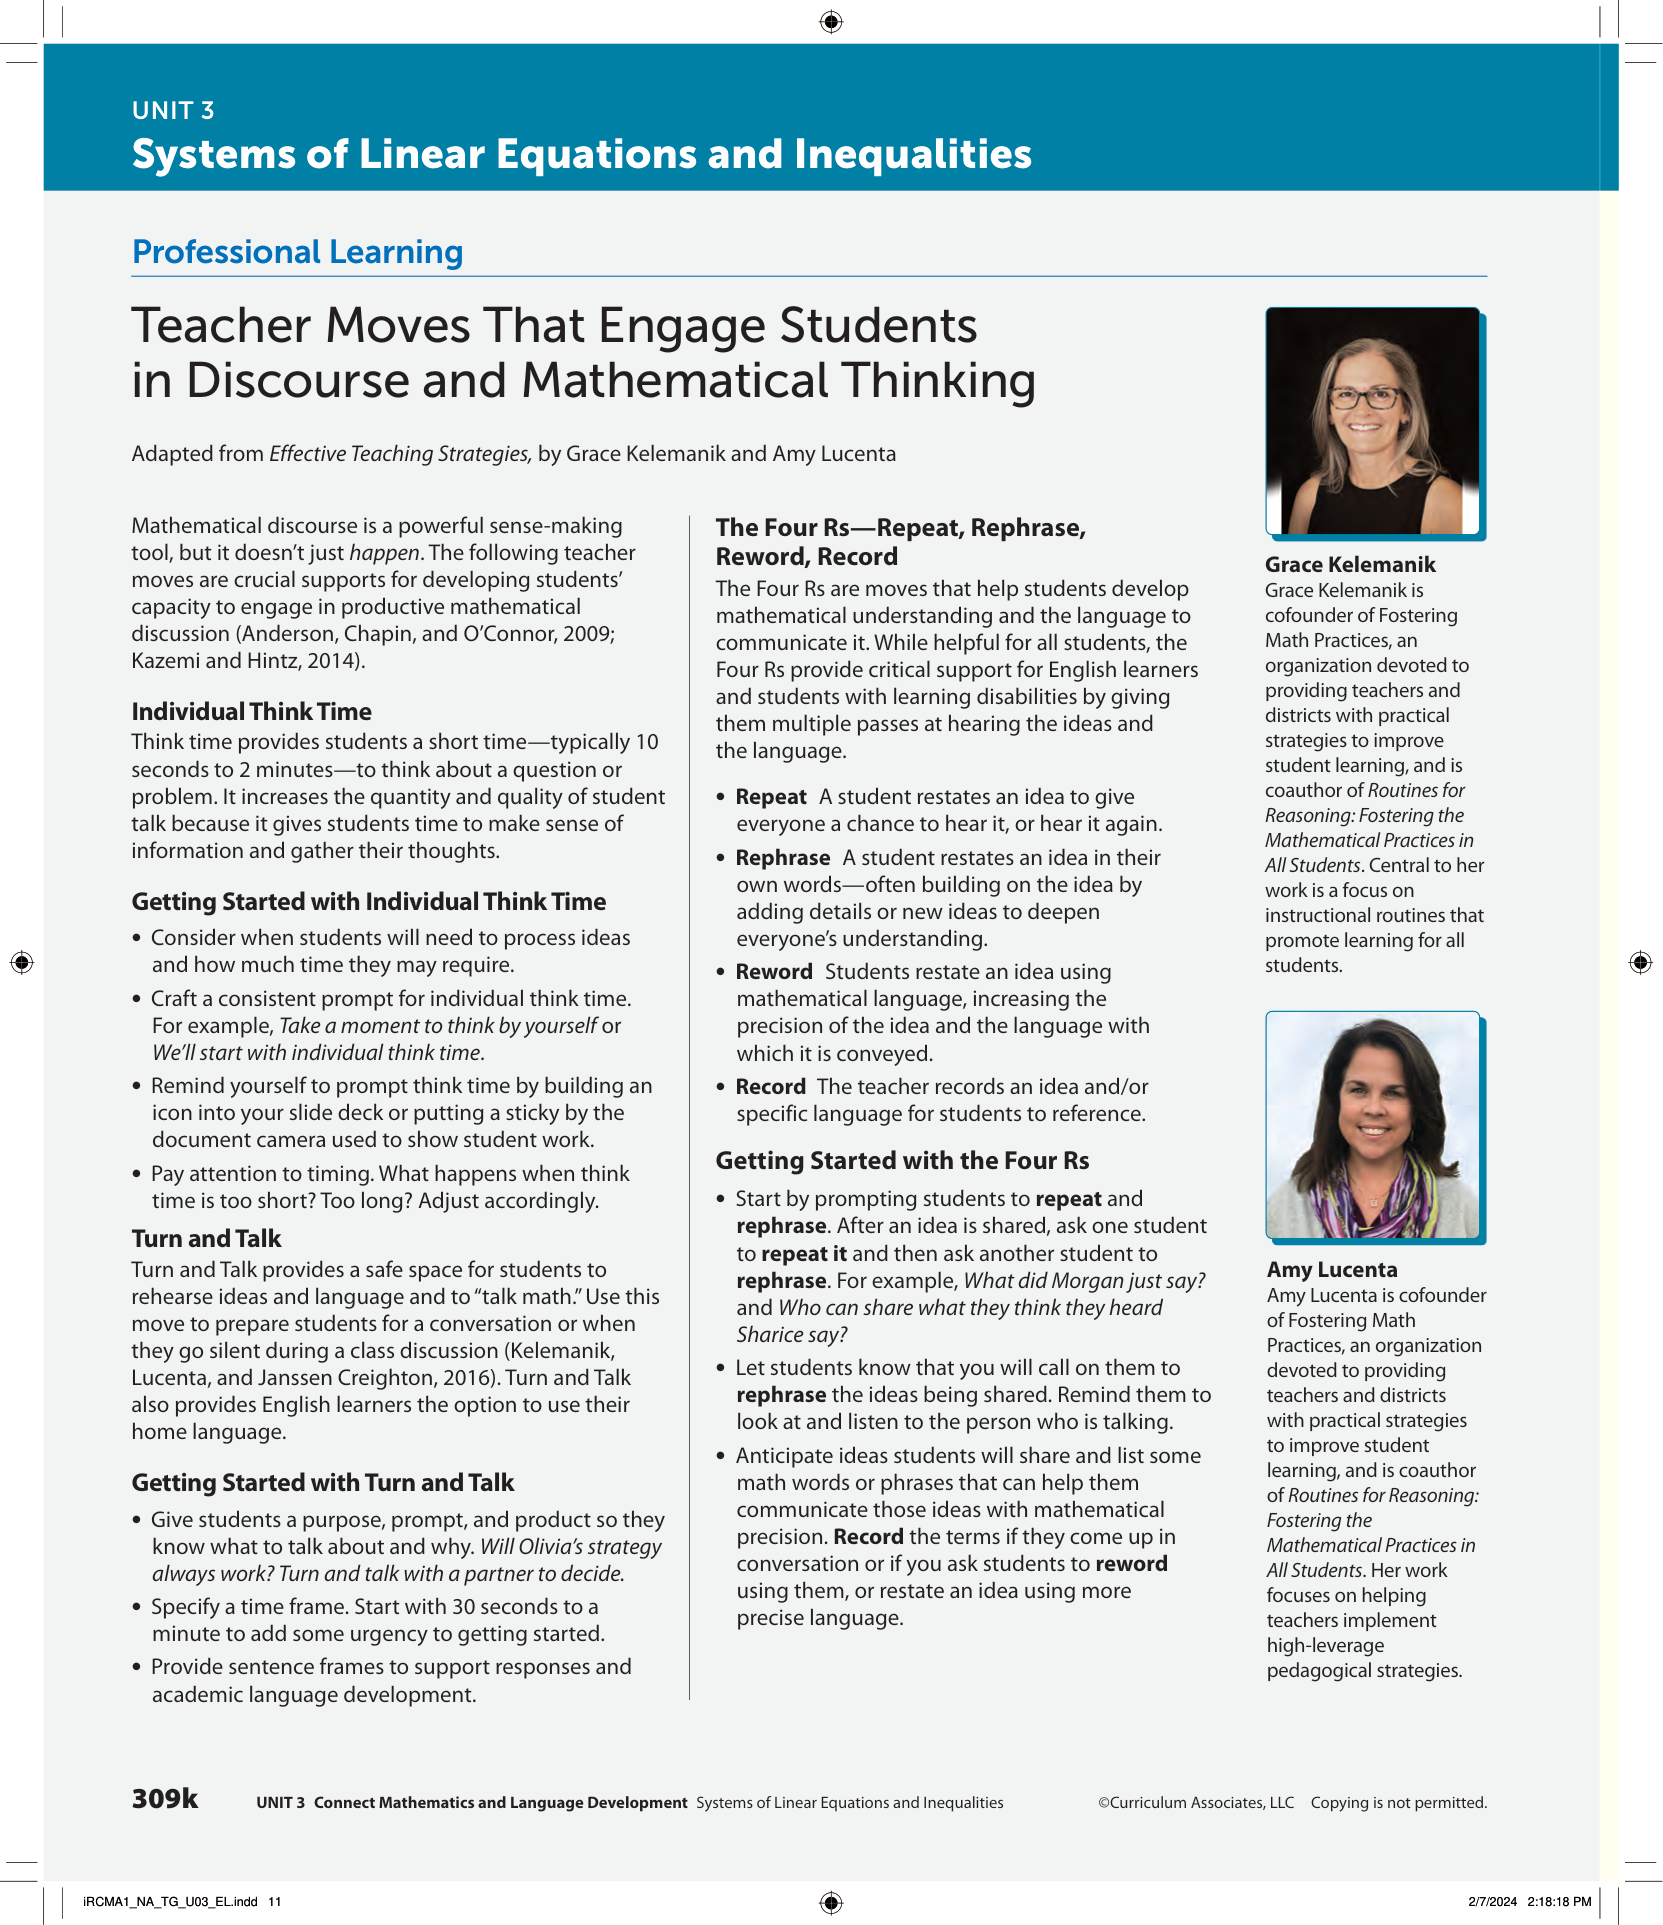 UNIT 3
Systems of Linear Equations and Inequalities
Professional Learning
Teacher Moves That Engage Students
in Discourse and Mathematical Thinking
Adapted from Effective Teaching Strategies, by Grace Kelemanik and Amy Lucenta
Mathematical discourse is a powerful sense-making
tool, but it doesn’t just happen. The following teacher
moves are crucial supports for developing students’
capacity to engage in productive mathematical
discussion (Anderson, Chapin, and O’Connor, 2009;
Kazemi and Hintz, 2014).
Individual Think Time
Think time provides students a short time—typically 10
seconds to 2 minutes—to think about a question or
problem. It increases the quantity and quality of student
talk because it gives students time to make sense of
information and gather their thoughts.
Getting Started with Individual Think Time
• Consider when students will need to process ideas
and how much time they may require.
• Craft a consistent prompt for individual think time.
For example, Take a moment to think by yourself or
We’ll start with individual think time.
• Remind yourself to prompt think time by building an
icon into your slide deck or putting a sticky by the
document camera used to show student work.
• Pay attention to timing. What happens when think
time is too short? Too long? Adjust accordingly.
Turn and Talk
Turn and Talk provides a safe space for students to
rehearse ideas and language and to “talk math.” Use this
move to prepare students for a conversation or when
they go silent during a class discussion (Kelemanik,
Lucenta, and Janssen Creighton, 2016). Turn and Talk
also provides English learners the option to use their
home language.
Getting Started with Turn and Talk
• Give students a purpose, prompt, and product so they
know what to talk about and why. Will Olivia’s strategy
always work? Turn and talk with a partner to decide.
• Specify a time frame. Start with 30 seconds to a
minute to add some urgency to getting started.
• Provide sentence frames to support responses and
academic language development.
The Four Rs—Repeat, Rephrase,
Reword, Record
The Four Rs are moves that help students develop
mathematical understanding and the language to
communicate it. While helpful for all students, the
Four Rs provide critical support for English learners
and students with learning disabilities by giving
them multiple passes at hearing the ideas and
the language.
• Repeat A student restates an idea to give
everyone a chance to hear it, or hear it again.
• Rephrase A student restates an idea in their
own words—often building on the idea by
adding details or new ideas to deepen
everyone’s understanding.
• Reword Students restate an idea using
mathematical language, increasing the
precision of the idea and the language with
which it is conveyed.
• Record The teacher records an idea and/or
specific language for students to reference.
Getting Started with the Four Rs
• Start by prompting students to repeat and
rephrase. After an idea is shared, ask one student
to repeat it and then ask another student to
rephrase. For example, What did Morgan just say?
and Who can share what they think they heard
Sharice say?
• Let students know that you will call on them to
rephrase the ideas being shared. Remind them to
look at and listen to the person who is talking.
• Anticipate ideas students will share and list some
math words or phrases that can help them
communicate those ideas with mathematical
precision. Record the terms if they come up in
conversation or if you ask students to reword
using them, or restate an idea using more
precise language.
Grace Kelemanik
Grace Kelemanik is
cofounder of Fostering
Math Practices, an
organization devoted to
providing teachers and
districts with practical
strategies to improve
student learning, and is
coauthor of Routines for
Reasoning: Fostering the
Mathematical Practices in
All Students. Central to her
work is a focus on
instructional routines that
promote learning for all
students.
Amy Lucenta
Amy Lucenta is cofounder
of Fostering Math
Practices, an organization
devoted to providing
teachers and districts
with practical strategies
to improve student
learning, and is coauthor
of Routines for Reasoning:
Fostering the
Mathematical Practices in
All Students. Her work
focuses on helping
teachers implement
high-leverage
pedagogical strategies.
309k UNIT 3 Connect Mathematics and Language Development Systems of Linear Equations and Inequalities ©Curriculum Associates, LLC Copying is not permitted.
iRCMA1_NA_TG_U03_EL.indd 11 2/7/2024 2:18:18 PM